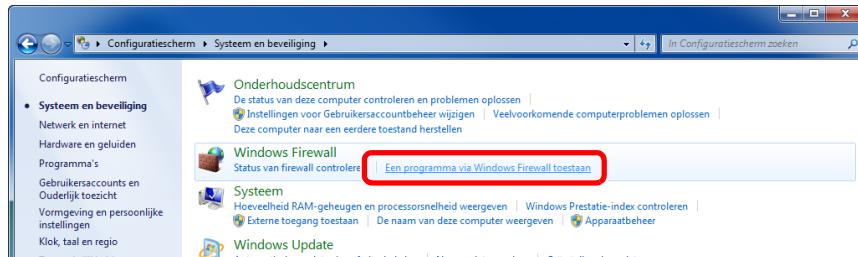 Configuratiescherm ▸ Systeem en beveiliging ▸
In Configuratiescherm zoeken
Configuratiescherm
Systeem en beveiliging
Netwerk en internet
Hardware en geluiden
Programma's
Gebruikersaccounts en
Ouderlijk toezicht
Vormgeving en persoonlijke
instellingen
Klok, taal en regio
Onderhoudscentrum
De status van deze computer controleren en problemen oplossen
Instellingen voor Gebruikersaccountbeheer wijzigen | Veelvoorkomende computerproblemen oplossen
Deze computer naar een eerdere toestand herstellen
Windows Firewall
Status van firewall controlere Een programma via Windows Firewall toestaan
Systeem
Hoeveelheid RAM-geheugen en processorsnelheid weergeven | Windows Prestatie-index controleren
Externe toegang toestaan | De naam van deze computer weergeven | Apparaatbeheer
Windows Update